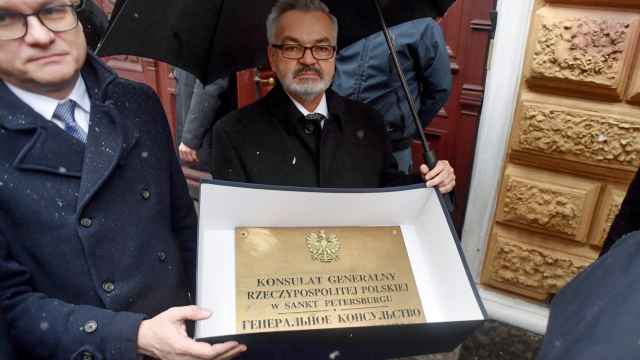 KONSULAT GENERALNY
RZECZYPOSPOLITEJ POLSKIEJ
W SANKT PETERSBURGU
ГЕНЕРАЛЬНОЕ КОНСУЛЬСТВО